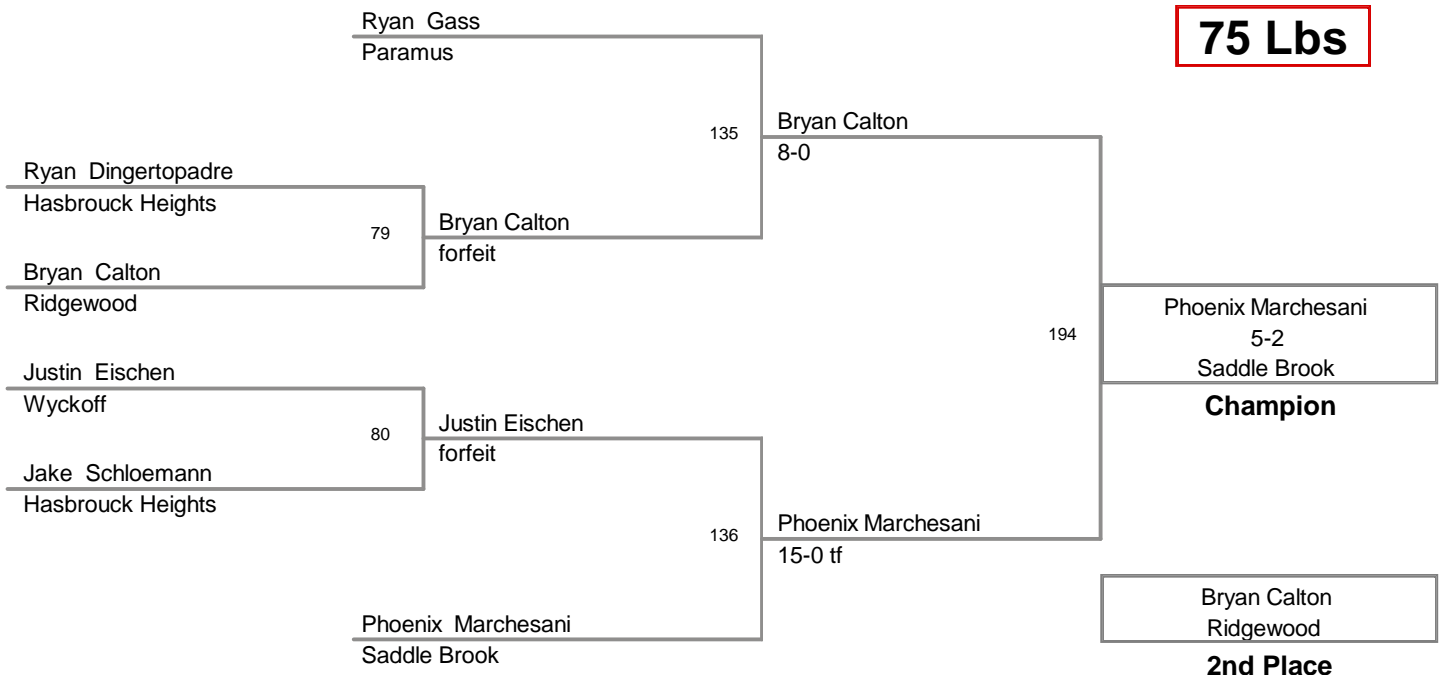 75 Lbs
Ryan Gass
Paramus
135
Bryan Calton
8-0
Ryan Dingertopadre
Hasbrouck Heights
79
Bryan Calton
forfeit
Bryan Calton
Ridgewood
194
Phoenix Marchesani
5-2
Saddle Brook
Champion
Justin Eischen
Wyckoff
80
Justin Eischen
forfeit
Jake Schloemann
Hasbrouck Heights
136
Phoenix Marchesani
15-0 tf
Phoenix Marchesani
Saddle Brook
Bryan Calton
Ridgewood
2nd Place